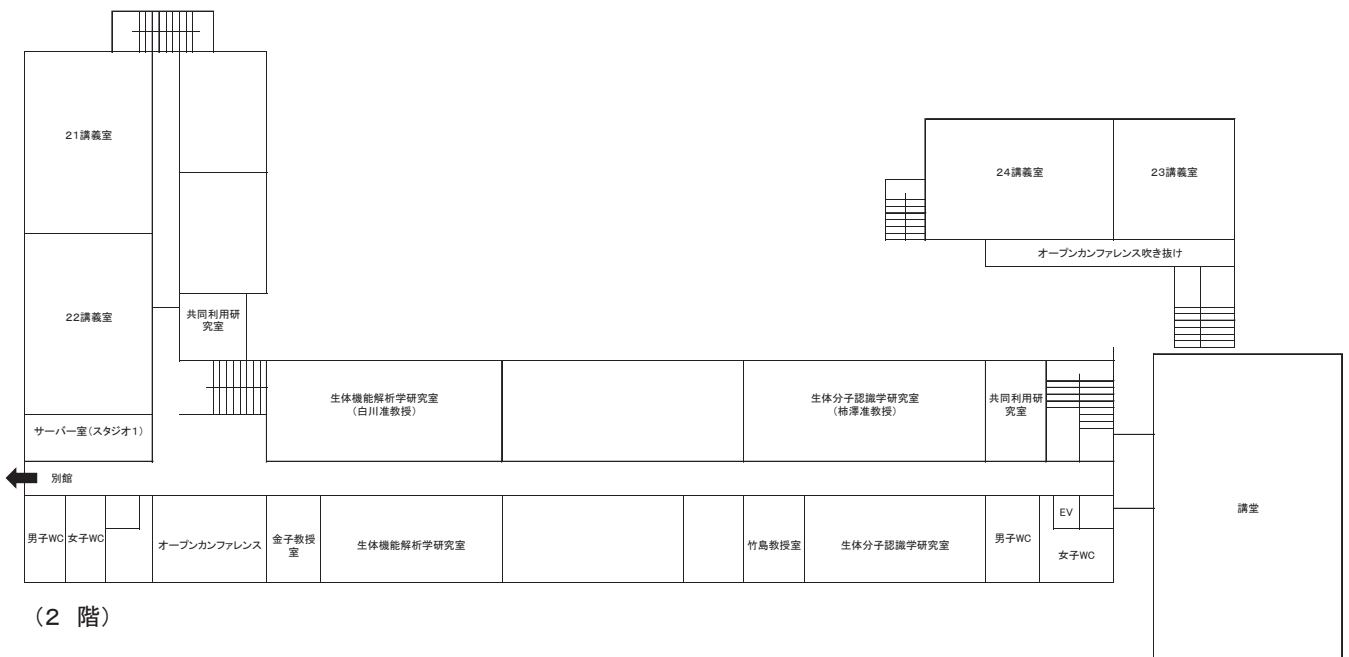 21講義室
24講義室
23講義室
オープンカンファレンス吹き抜け
22講義室
共同利用研
究室
生体機能解析学研究室
(白川准教授)
生体分子認識学研究室
(柿澤准教授)
共同利用研
究室
サーバー室(スタジオ1)
別館
講堂
男子WC
女子WC
オープンカンファレンス
金子教授
室
生体機能解析学研究室
竹島教授室
生体分子認識学研究室
男子WC
EV
女子WC
(2 階)